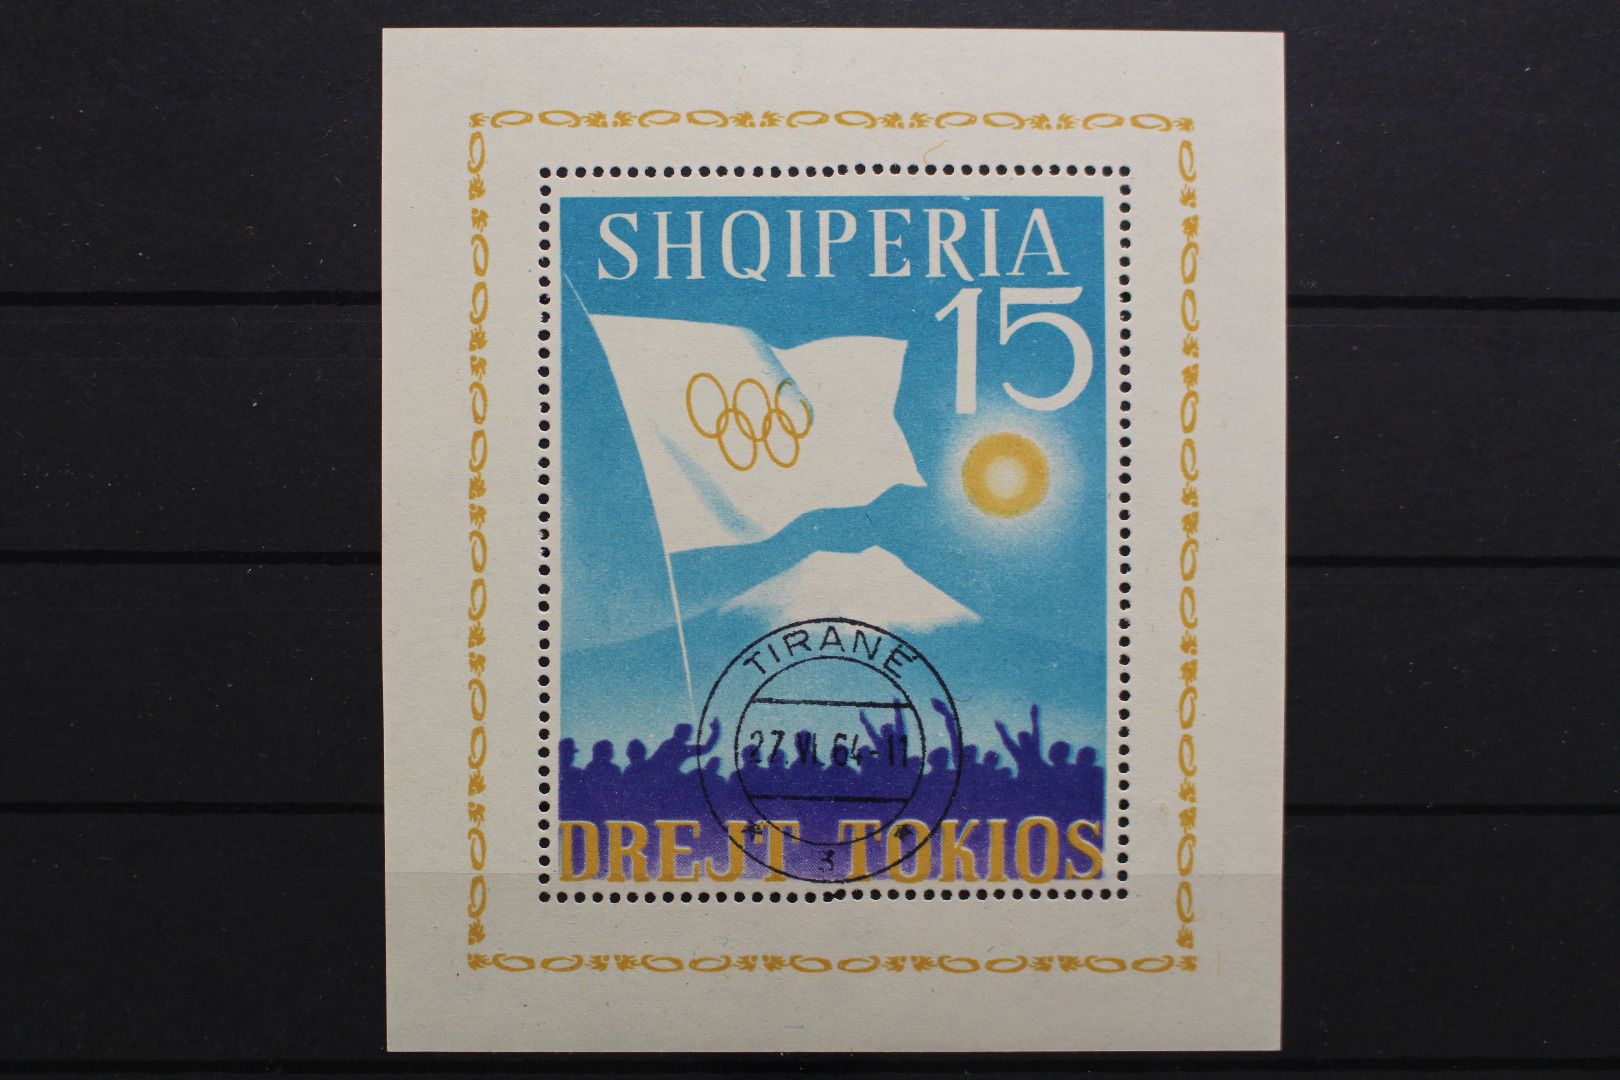 SHQIPERIA
15
TIRANË
27.VI.64-11
3
DREJT TOKIOS